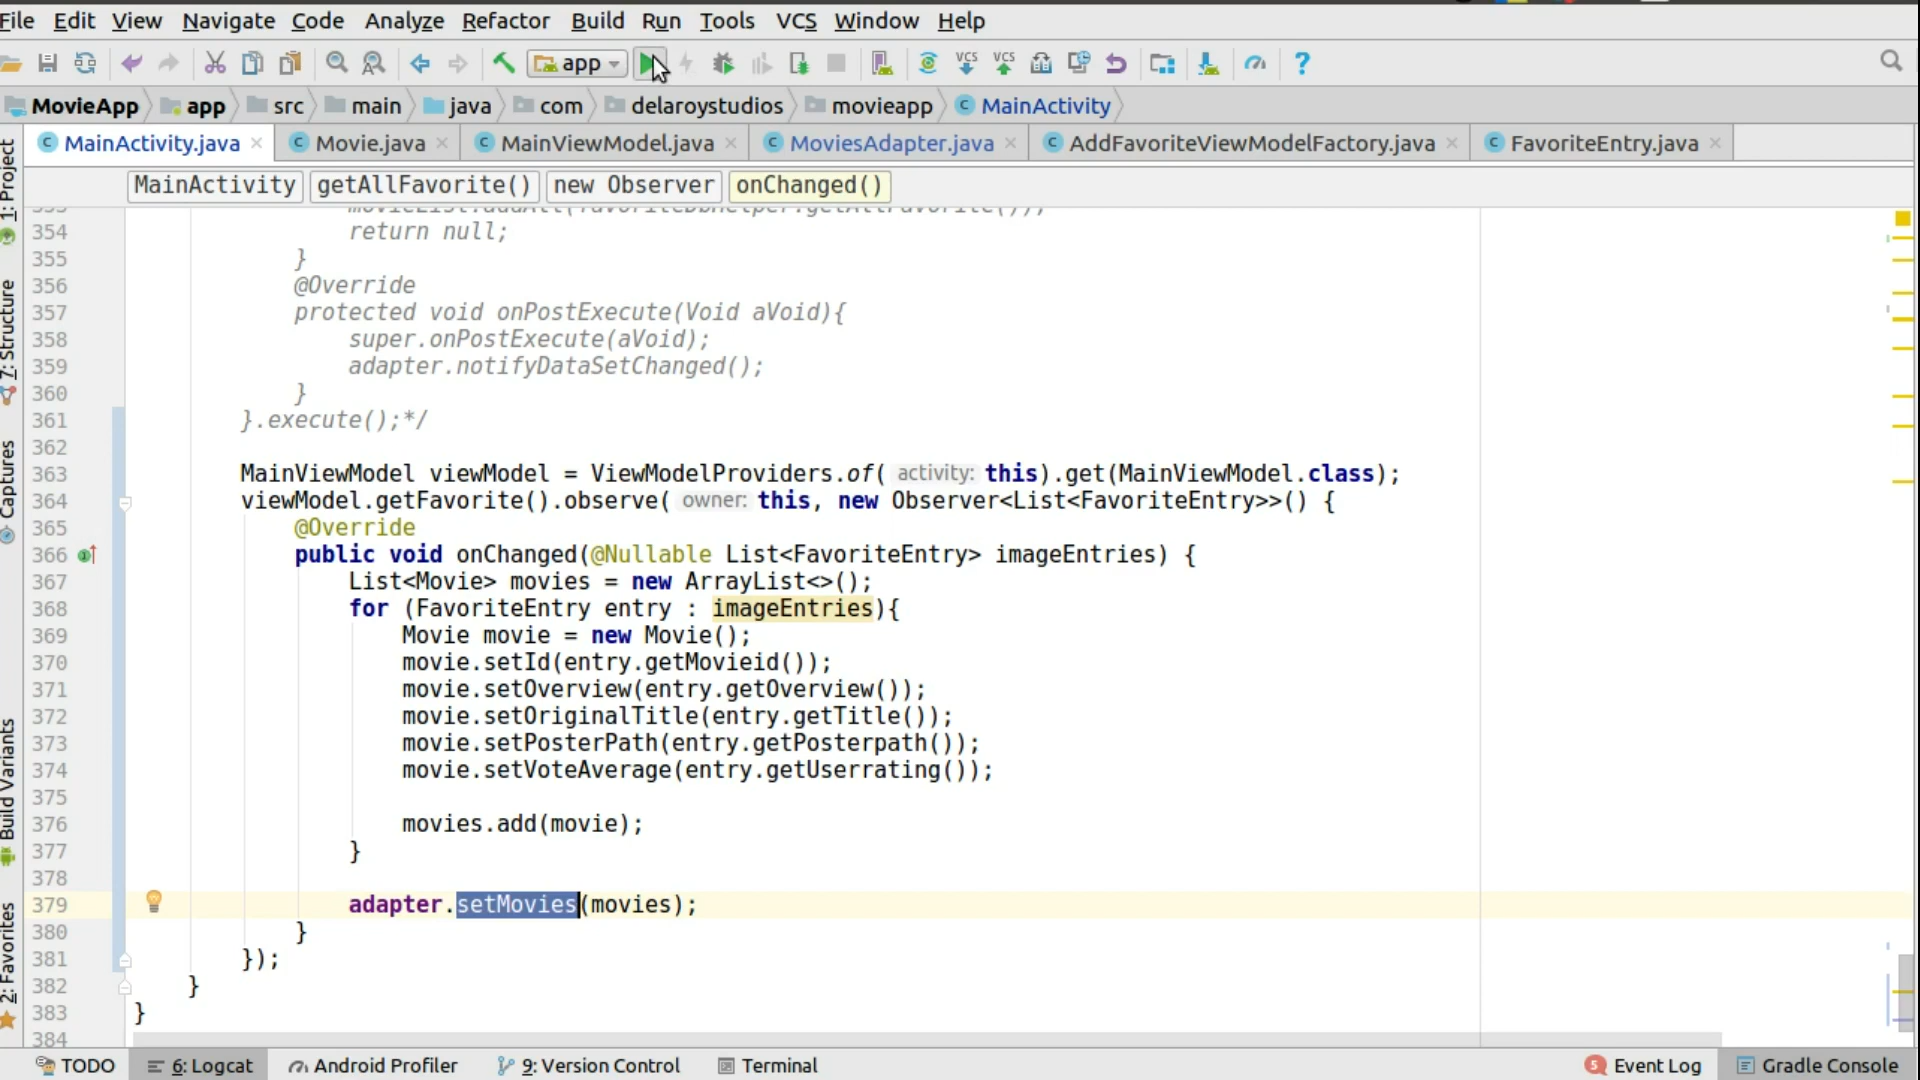 File Edit View Navigate Code Analyze Refactor Build Run Tools VCS Window Help
app VCS VCS ?
MovieApp app src main java com delaroystudios movieapp MainActivity
MainActivity.java Movie.java MainViewModel.java MoviesAdapter.java AddFavoriteViewModelFactory.java FavoriteEntry.java
MainActivity getAllFavorite() new Observer onChanged()
1: Project
7: Structure
Captures
Build Variants
2: Favorites
movieList.addAll(favoriteDbHelper.getAllFavorite());
354 return null;
355 }
356 @Override
357 protected void onPostExecute(Void aVoid){
358 super.onPostExecute(aVoid);
359 adapter.notifyDataSetChanged();
360 }
361 }.execute();*/
362
363 MainViewModel viewModel = ViewModelProviders.of( activity: this).get(MainViewModel.class);
364 viewModel.getFavorite().observe( owner: this, new Observer<List<FavoriteEntry>>() {
365 @Override
366 public void onChanged(@Nullable List<FavoriteEntry> imageEntries) {
367 List<Movie> movies = new ArrayList<>();
368 for (FavoriteEntry entry : imageEntries){
369 Movie movie = new Movie();
370 movie.setId(entry.getMovieid());
371 movie.setOverview(entry.getOverview());
372 movie.setOriginalTitle(entry.getTitle());
373 movie.setPosterPath(entry.getPosterpath());
374 movie.setVoteAverage(entry.getUserrating());
375
376 movies.add(movie);
377 }
378
379 adapter.setMovies(movies);
380 }
381 });
382 }
383 }
384
TODO 6: Logcat Android Profiler 9: Version Control Terminal 5 Event Log Gradle Console